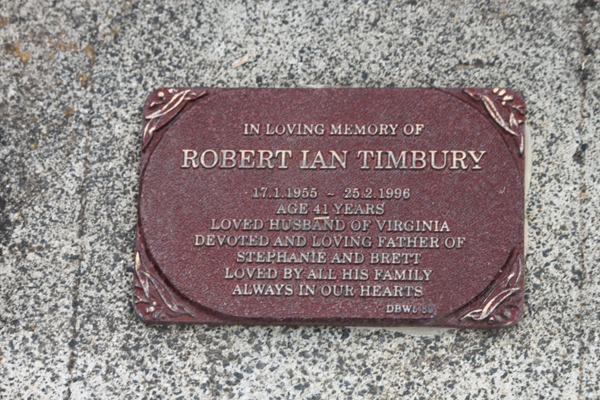 IN LOVING MEMORY OF
ROBERT IAN TIMBURY
17.1.1955 ~ 25.2.1996
AGE 41 YEARS
LOVED HUSBAND OF VIRGINIA
DEVOTED AND LOVING FATHER OF
STEPHANIE AND BRETT
LOVED BY ALL HIS FAMILY
ALWAYS IN OUR HEARTS